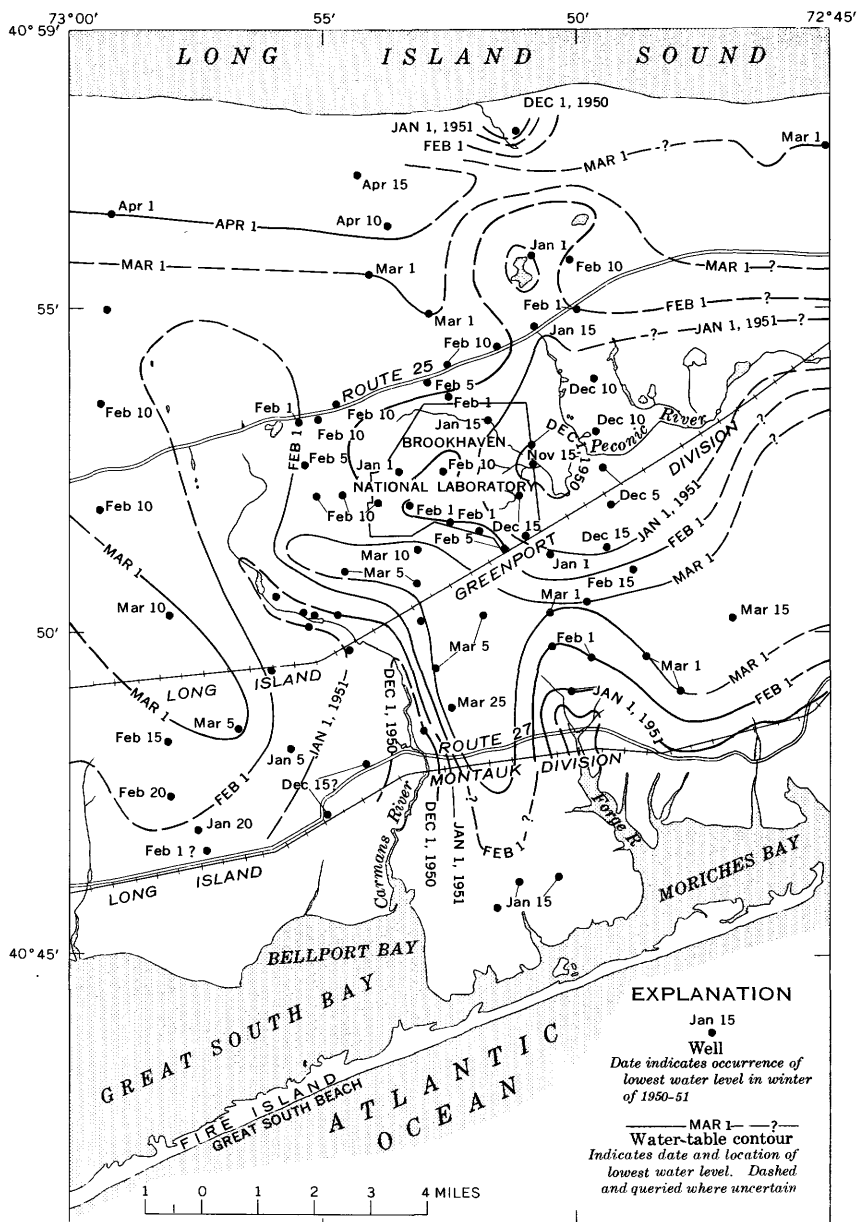 73°00'
55'
50'
72°45'
40°59'
LONG ISLAND SOUND
DEC 1, 1950
JAN 1, 1951
FEB 1
MAR 1
?
Mar 1
Apr 15
Apr 1
APR 1
Apr 10
MAR 1
Mar 1
Jan 1
Feb 10
MAR 1
?
55'
Mar 1
Feb 1
FEB 1
?
Jan 15
?
JAN 1, 1951
?
Feb 10
ROUTE 25
Feb 5
Dec 10
Feb 10
Feb 1
Feb 10
Feb 1
Jan 15
Dec 10
River
FEB 1
BROOKHAVEN
DEC 1, 1950
?
Peconic
Feb 5
Jan 1
Feb 10
Nov 15
DIVISION
?
NATIONAL LABORATORY
Feb 10
Feb 10
Feb 1
Feb 1
Dec 15
Dec 5
JAN 1, 1951
Feb 5
Dec 15
FEB 1
MAR 1
Mar 10
GREENPORT
Jan 1
Feb 15
MAR 1
Mar 5
Mar 1
50'
Mar 10
Mar 15
Mar 5
Feb 1
Mar 1
MAR 1
LONG ISLAND
DEC 1, 1950
FEB 1
MAR 1
Mar 25
JAN 1, 1951
Mar 5
JAN 1, 1951
Feb 15
Jan 5
ROUTE 27
MONTAUK DIVISION
Dec 15?
?
Feb 20
FEB 1
Forge R
Jan 20
Carmans River
DEC 1, 1950
JAN 1, 1951
FEB 1
Feb 1 ?
LONG ISLAND
MORICHES BAY
Jan 15
40°45'
BELLPORT BAY
GREAT SOUTH BAY
FIRE ISLAND
GREAT SOUTH BEACH
ATLANTIC
OCEAN
EXPLANATION
Jan 15
Well
Date indicates occurrence of
lowest water level in winter
of 1950-51
MAR 1 ?
Water-table contour
Indicates date and location of
lowest water level. Dashed
and queried where uncertain
1 0 1 2 3 4 MILES